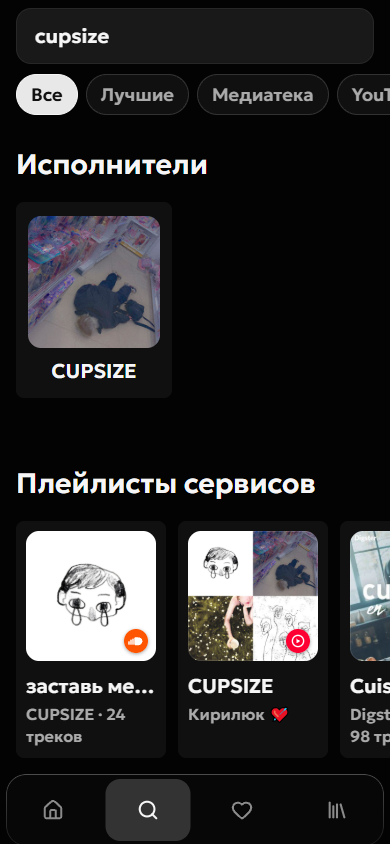 cupsize
Все
Лучшие
Медиатека
YouT
Исполнители
CUPSIZE
Плейлисты сервисов
заставь ме...
CUPSIZE · 24
треков
CUPSIZE
Кирилюк
Cuis
Digst
98 тр